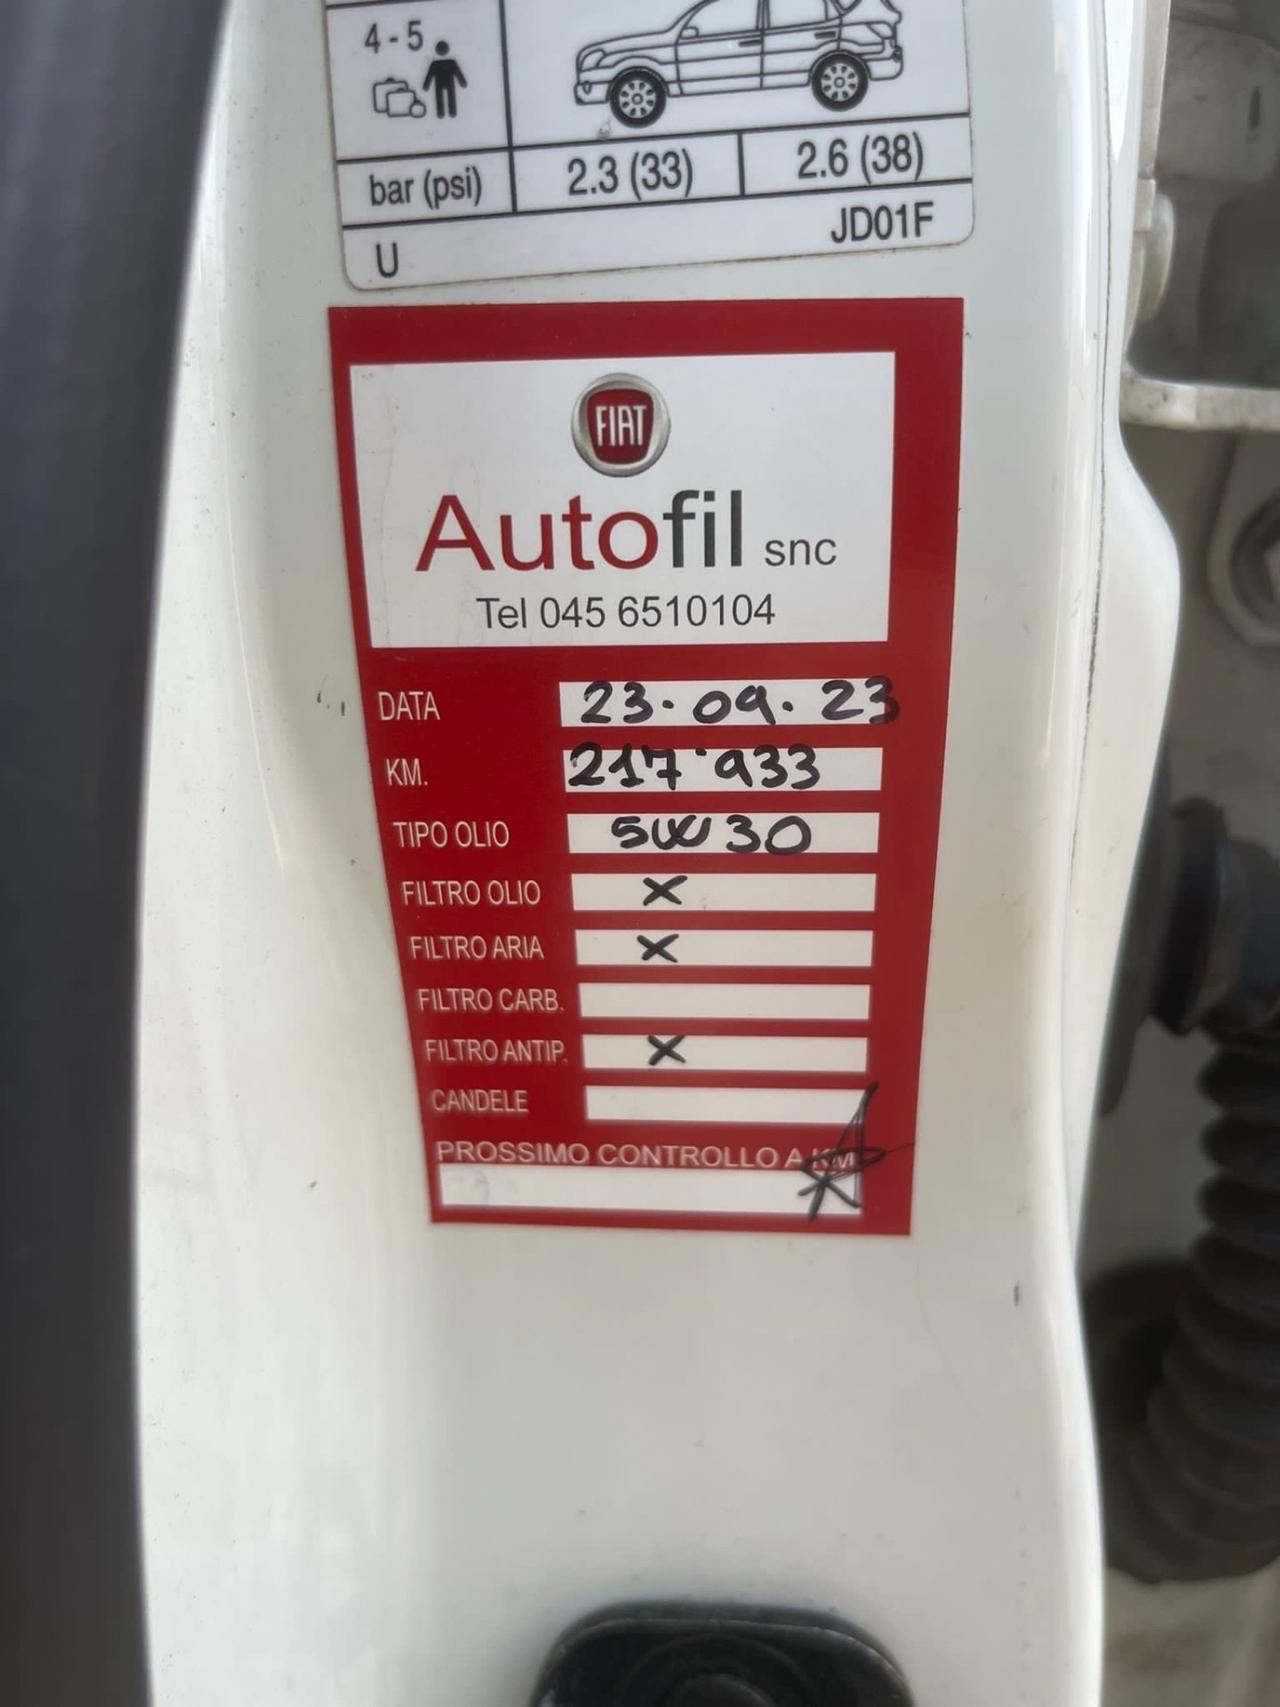 4 - 5
bar (psi) 2.3 (33) 2.6 (38)
U JD01F
FIAT
Autofil snc
Tel 045 6510104
DATA 23.09.23
KM. 217˙933
TIPO OLIO 5W30
FILTRO OLIO X
FILTRO ARIA X
FILTRO CARB.
FILTRO ANTIP. X
CANDELE
PROSSIMO CONTROLLO A KM